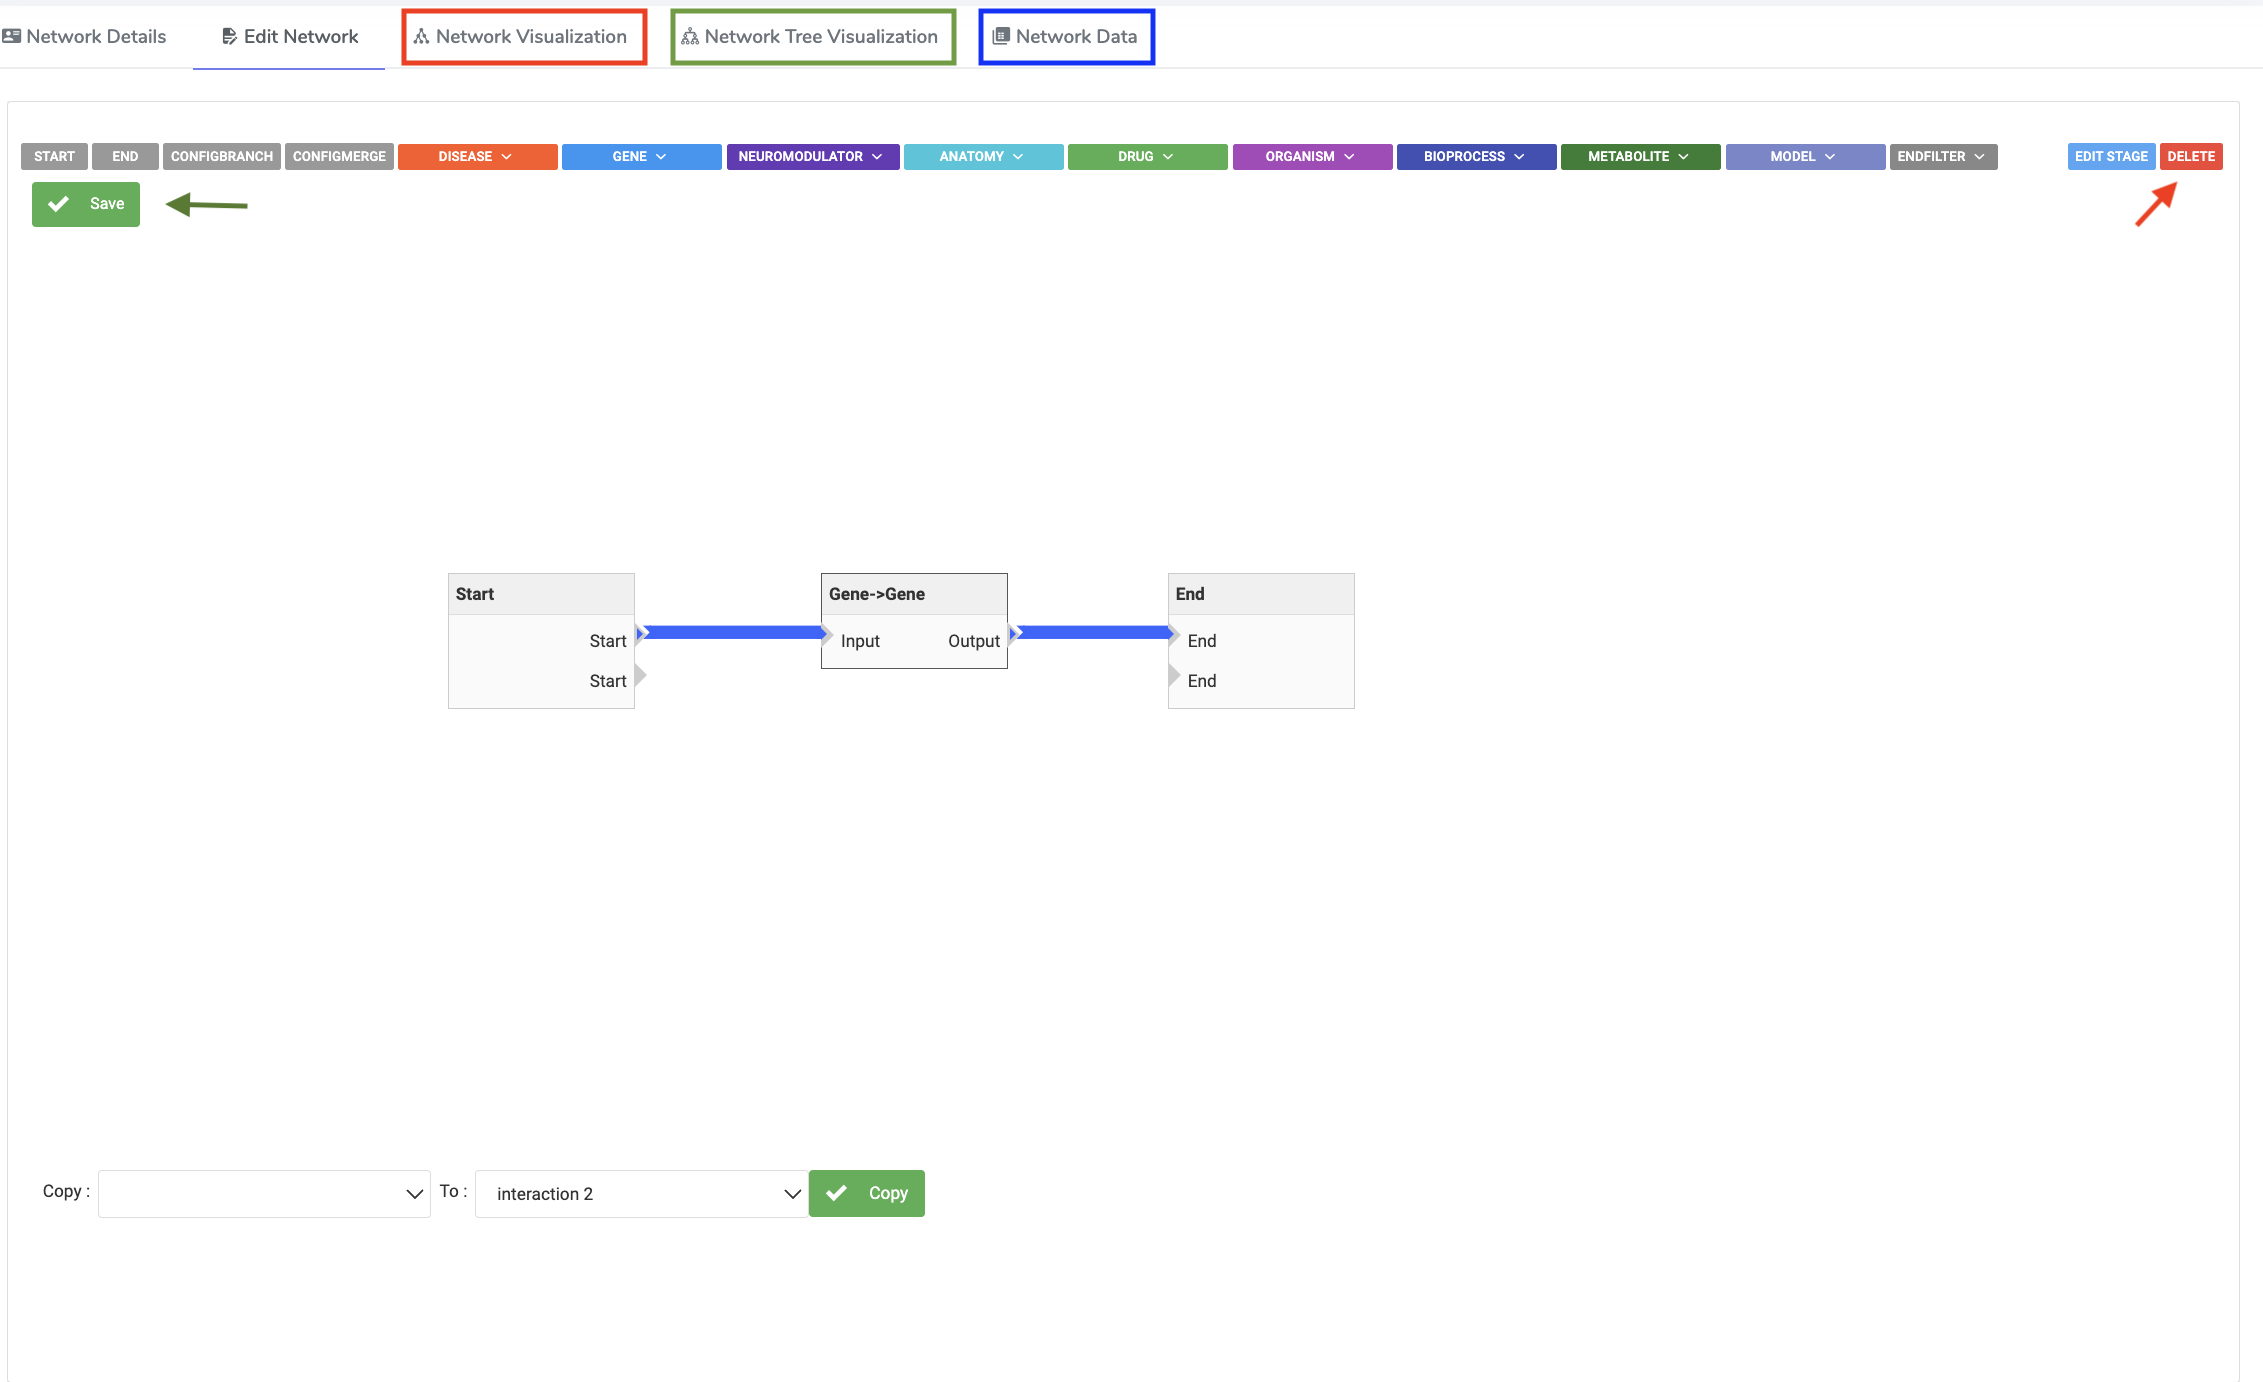 Network Details
Edit Network
Network Visualization
Network Tree Visualization
Network Data
START END CONFIGBRANCH CONFIGMERGE DISEASE GENE NEUROMODULATOR ANATOMY DRUG ORGANISM BIOPROCESS METABOLITE MODEL ENDFILTER EDIT STAGE DELETE
Save
Start
Start
Start
Gene->Gene
Input Output
End
End
End
Copy : To : interaction 2 Copy